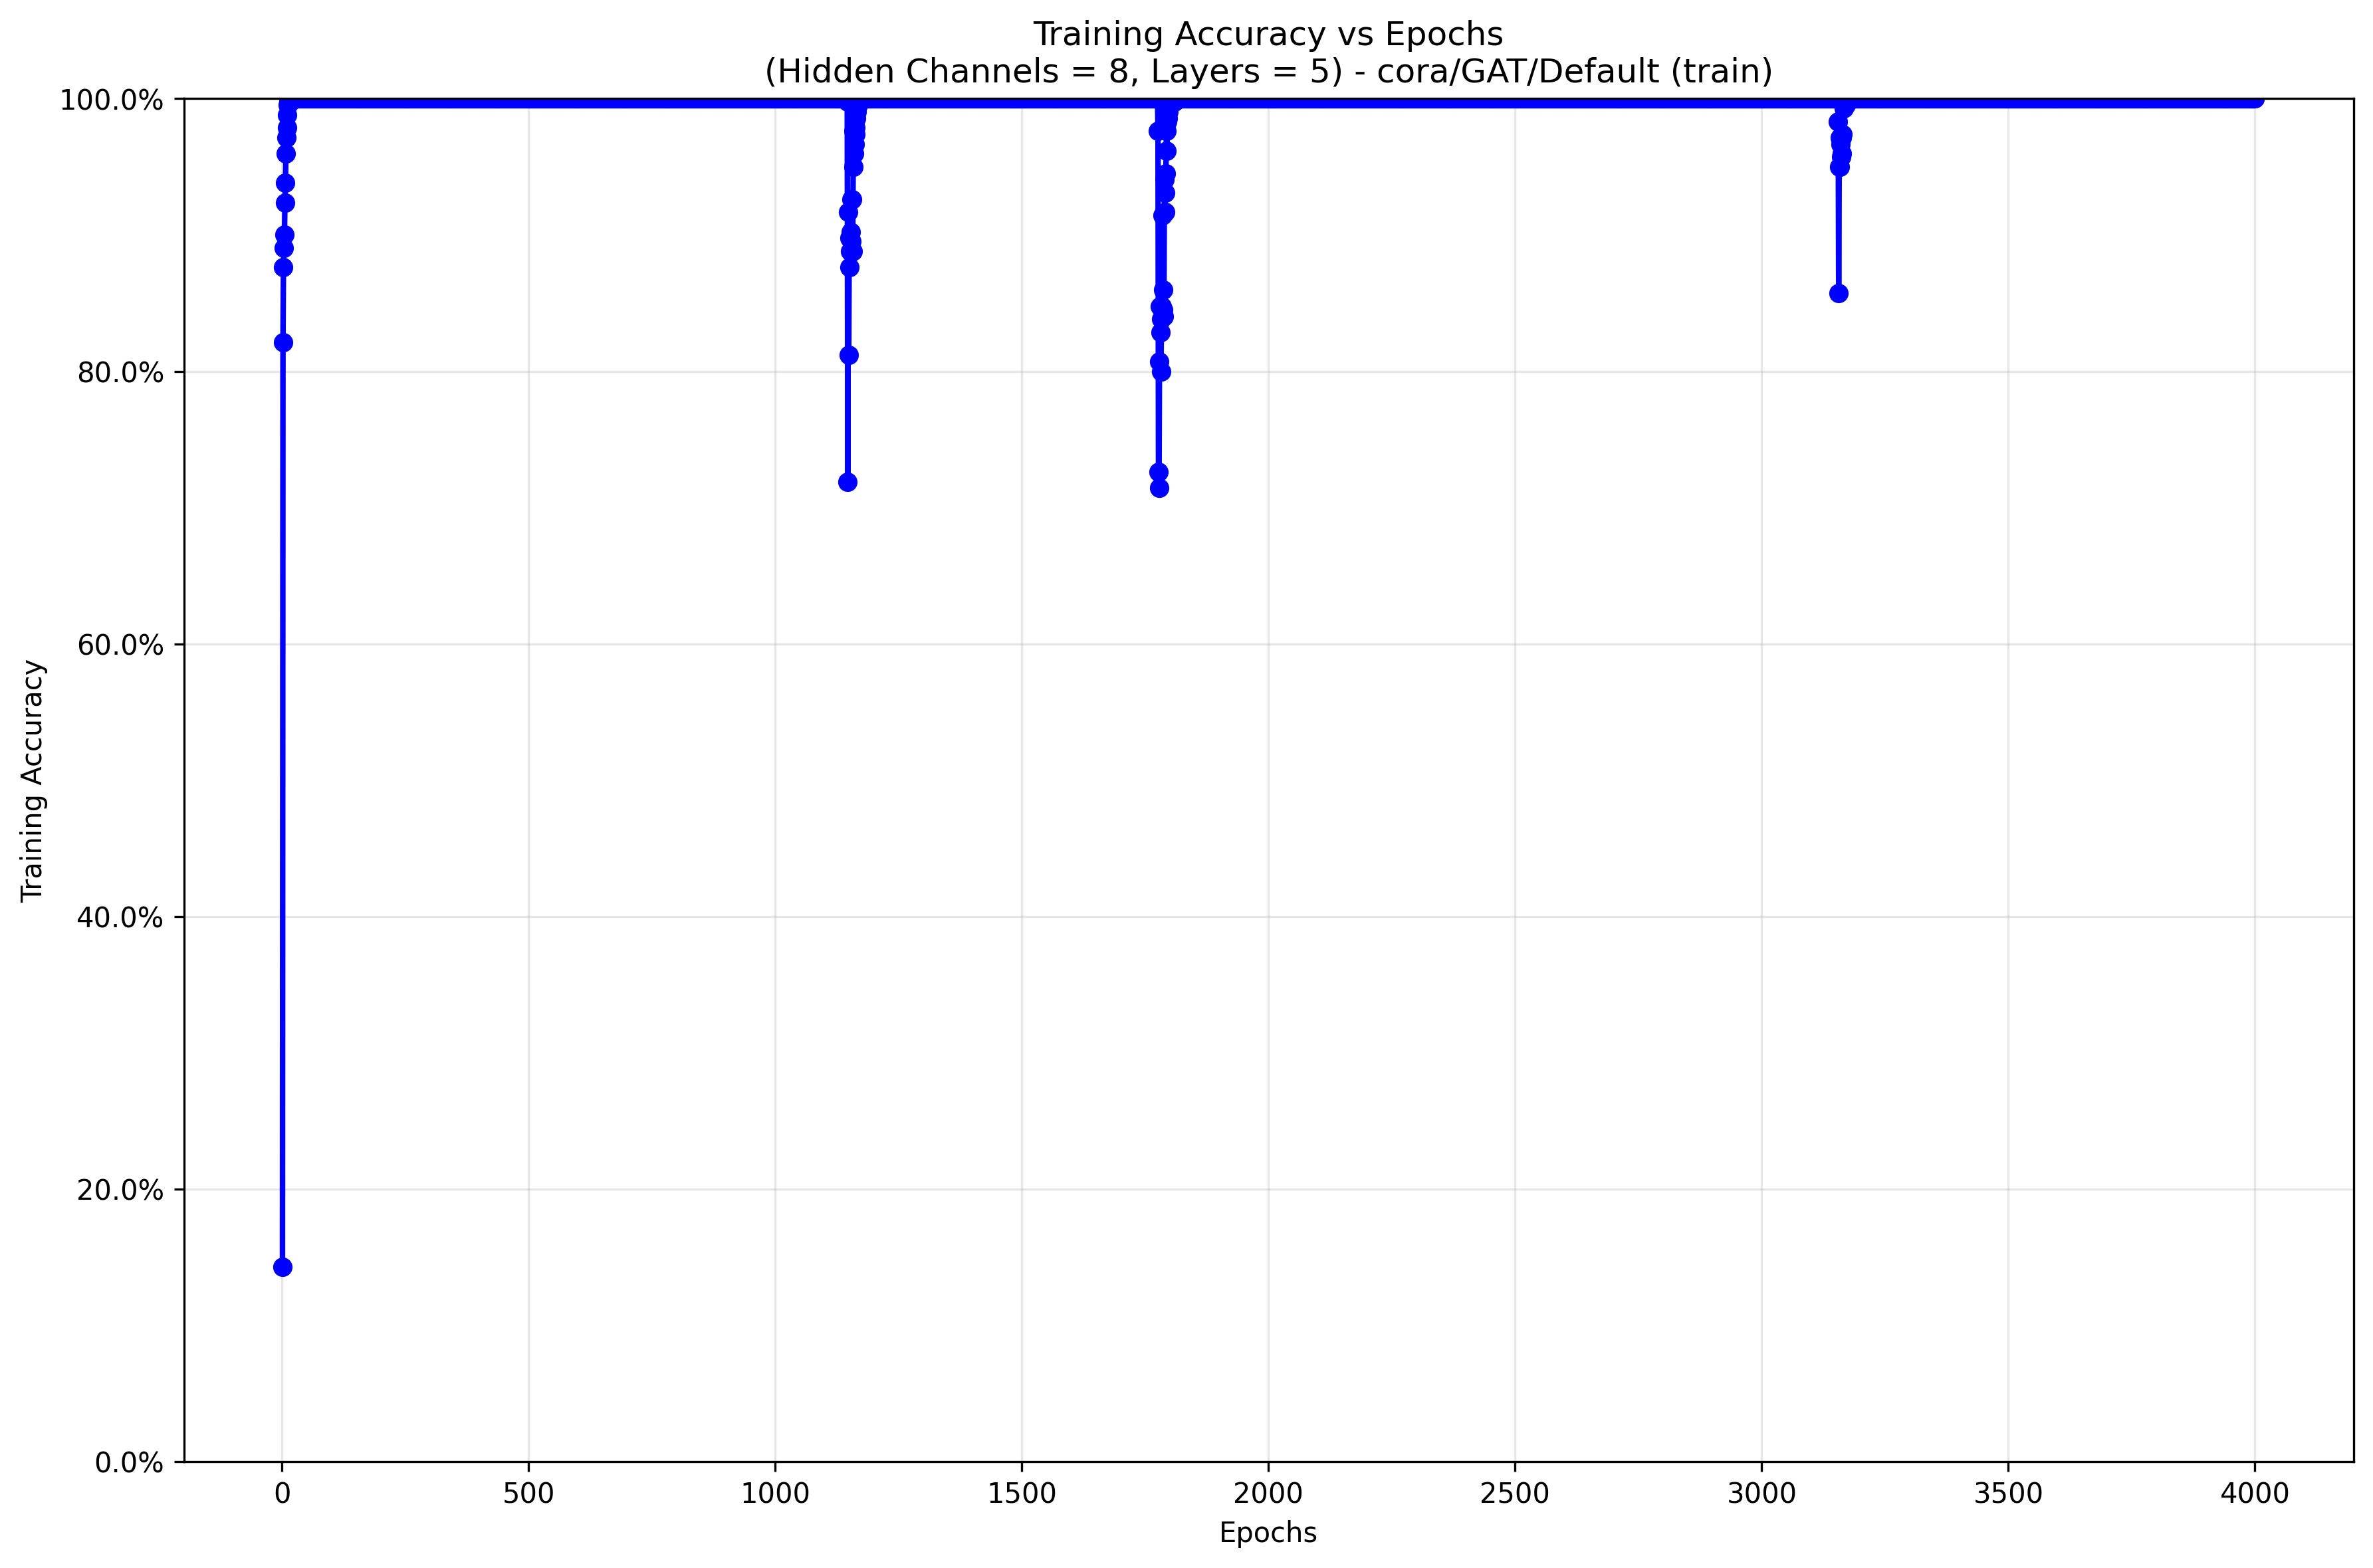 Training Accuracy vs Epochs
(Hidden Channels = 8, Layers = 5) - cora/GAT/Default (train)
100.0%
80.0%
60.0%
40.0%
20.0%
0.0%
Training Accuracy
0 500 1000 1500 2000 2500 3000 3500 4000
Epochs